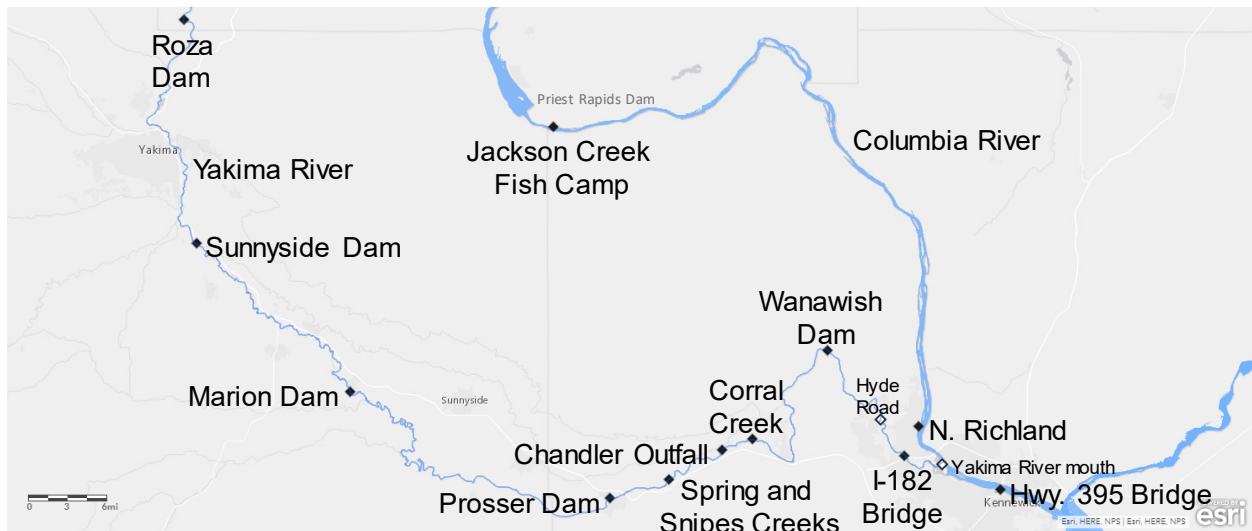 Roza
Dam
Priest Rapids Dam
Jackson Creek
Fish Camp
Columbia River
Yakima
Yakima River
Sunnyside Dam
Wanawish
Dam
Marion Dam
Sunnyside
Hyde
Road
Corral
Creek
N. Richland
Chandler Outfall
Yakima River mouth
Prosser Dam
Spring and
Snipes Creeks
I-182
Bridge
Kennewick
Hwy. 395 Bridge
0 3 6mi
POWERED BY
esri
Esri, HERE, NPS | Esri, HERE, NPS